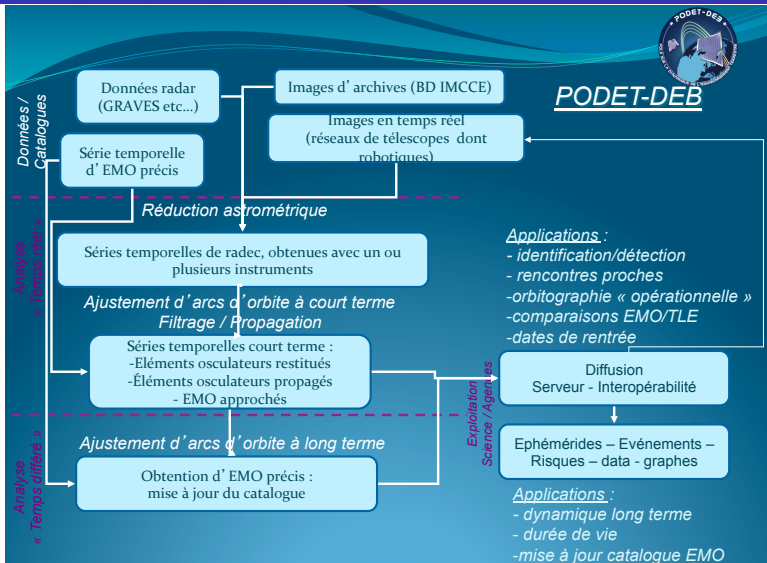 PODET-DEB
PODET-DEB
Données /
Catalogues
Données radar
(GRAVES etc...)
Images d'archives (BD IMCCE)
Images en temps réel
(réseaux de télescopes dont
robotiques)
Série temporelle
d'EMO précis
Réduction astrométrique
Analyse
« Temps réel »
Séries temporelles de radec, obtenues avec un ou
plusieurs instruments
Ajustement d'arcs d'orbite à court terme
Filtrage / Propagation
Séries temporelles court terme :
-Eléments osculateurs restitués
-Éléments osculateurs propagés
- EMO approchés
Analyse
« Temps différé »
Ajustement d'arcs d'orbite à long terme
Obtention d'EMO précis :
mise à jour du catalogue
Applications :
- identification/détection
- rencontres proches
-orbitographie « opérationnelle »
-comparaisons EMO/TLE
-dates de rentrée
Exploitation
Science / Agences
Diffusion
Serveur - Interopérabilité
Ephémérides – Evénements –
Risques – data - graphes
Applications :
- dynamique long terme
- durée de vie
-mise à jour catalogue EMO